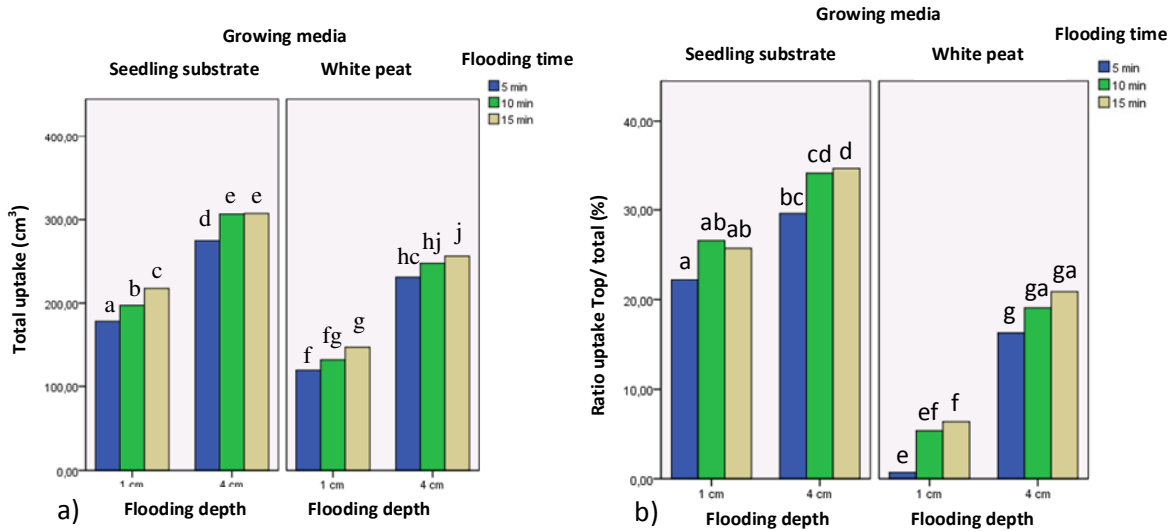 Growing media
Seedling substrate
White peat
Flooding time
5 min
10 min
15 min
Total uptake (cm³)
400,00
300,00
200,00
100,00
0,00
a
b
c
d
e
e
f
fg
g
hc
hj
j
1 cm
4 cm
1 cm
4 cm
Flooding depth
Flooding depth
a)
Growing media
Seedling substrate
White peat
Flooding time
5 min
10 min
15 min
Ratio uptake Top/ total (%)
40,00
30,00
20,00
10,00
0,00
a
ab
ab
bc
cd
d
e
ef
f
g
ga
ga
1 cm
4 cm
1 cm
4 cm
Flooding depth
Flooding depth
b)